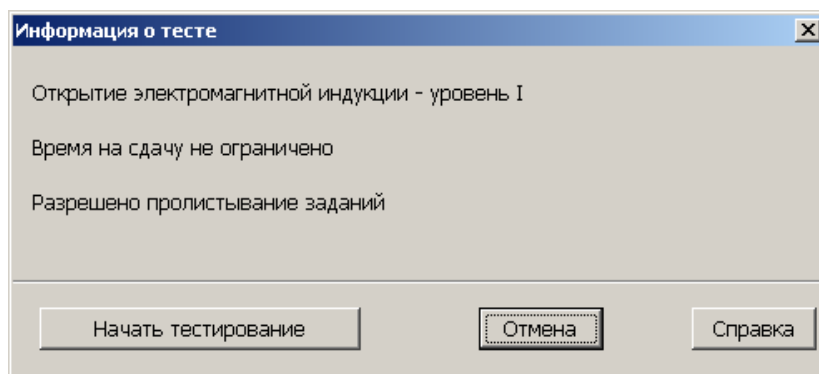 Информация о тесте
Открытие электромагнитной индукции - уровень I
Время на сдачу не ограничено
Разрешено пролистывание заданий
Начать тестирование Отмена Справка